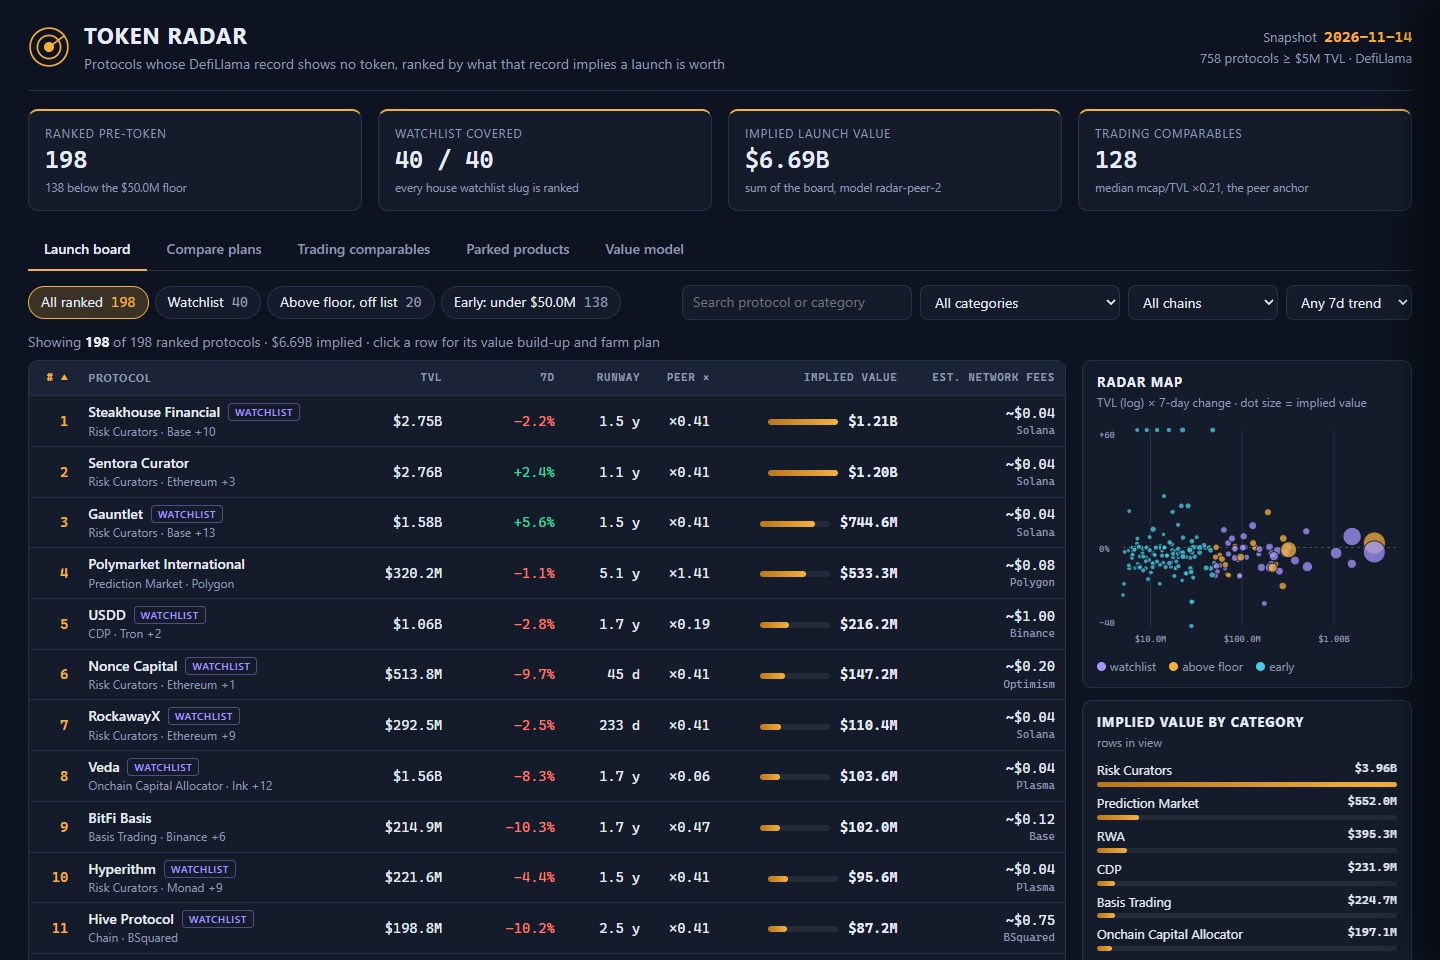 TOKEN RADAR
Protocols whose DefiLlama record shows no token, ranked by what that record implies a launch is worth
Snapshot 2026-11-14
758 protocols ≥ $5M TVL · DefiLlama
RANKED PRE-TOKEN
198
138 below the $50.0M floor
WATCHLIST COVERED
40 / 40
every house watchlist slug is ranked
IMPLIED LAUNCH VALUE
$6.69B
sum of the board, model radar-peer-2
TRADING COMPARABLES
128
median mcap/TVL ×0.21, the peer anchor
Launch board Compare plans Trading comparables Parked products Value model
All ranked 198 Watchlist 40 Above floor, off list 20 Early: under $50.0M 138 Search protocol or category All categories All chains Any 7d trend
Showing 198 of 198 ranked protocols · $6.69B implied · click a row for its value build-up and farm plan
# ▲ PROTOCOL TVL 7D RUNWAY PEER × IMPLIED VALUE EST. NETWORK FEES
1 Steakhouse Financial WATCHLIST $2.75B −2.2% 1.5 y ×0.41 $1.21B ~$0.04
Risk Curators · Base +10 Solana
2 Sentora Curator $2.76B +2.4% 1.1 y ×0.41 $1.20B ~$0.04
Risk Curators · Ethereum +3 Solana
3 Gauntlet WATCHLIST $1.58B +5.6% 1.5 y ×0.41 $744.6M ~$0.04
Risk Curators · Base +13 Solana
4 Polymarket International $320.2M −1.1% 5.1 y ×1.41 $533.3M ~$0.08
Prediction Market · Polygon Polygon
5 USDD WATCHLIST $1.06B −2.8% 1.7 y ×0.19 $216.2M ~$1.00
CDP · Tron +2 Binance
6 Nonce Capital WATCHLIST $513.8M −9.7% 45 d ×0.41 $147.2M ~$0.20
Risk Curators · Ethereum +1 Optimism
7 RockawayX WATCHLIST $292.5M −2.5% 233 d ×0.41 $110.4M ~$0.04
Risk Curators · Ethereum +9 Solana
8 Veda WATCHLIST $1.56B −8.3% 1.7 y ×0.06 $103.6M ~$0.04
Onchain Capital Allocator · Ink +12 Plasma
9 BitFi Basis $214.9M −10.3% 1.7 y ×0.47 $102.0M ~$0.12
Basis Trading · Binance +6 Base
10 Hyperithm WATCHLIST $221.6M −4.4% 1.5 y ×0.41 $95.6M ~$0.04
Risk Curators · Monad +9 Plasma
11 Hive Protocol WATCHLIST $198.8M −10.2% 2.5 y ×0.41 $87.2M ~$0.75
Chain · BSquared BSquared
RADAR MAP
TVL (log) × 7-day change · dot size = implied value
+60
0%
−40
$10.0M $100.0M $1.00B
watchlist above floor early
IMPLIED VALUE BY CATEGORY
rows in view
Risk Curators $3.96B
Prediction Market $552.0M
RWA $395.3M
CDP $231.9M
Basis Trading $224.7M
Onchain Capital Allocator $197.1M